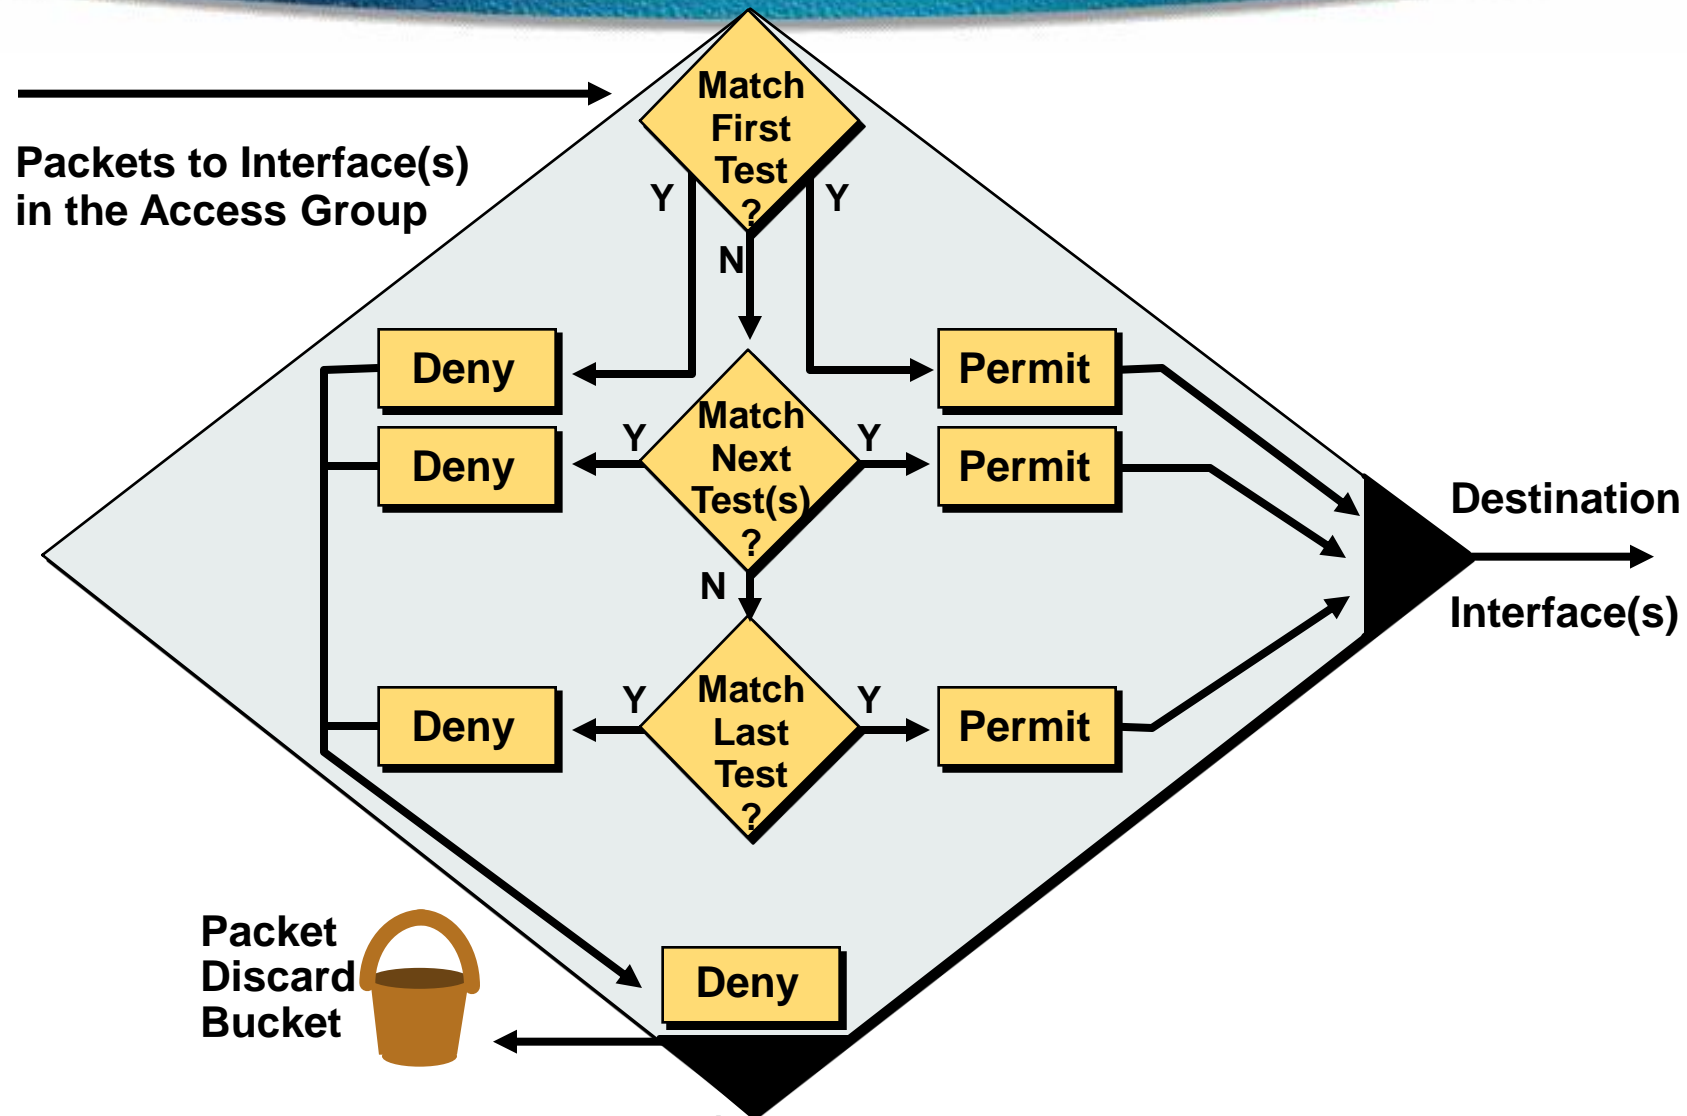 Match
First
Test
?
Packets to Interface(s)
in the Access Group
Y
Y
N
Deny
Permit
Match
Next
Test(s)
?
Y
Y
Deny
Permit
Destination
Interface(s)
N
Match
Last
Test
?
Y
Y
Deny
Permit
Packet
Discard
Bucket
Deny